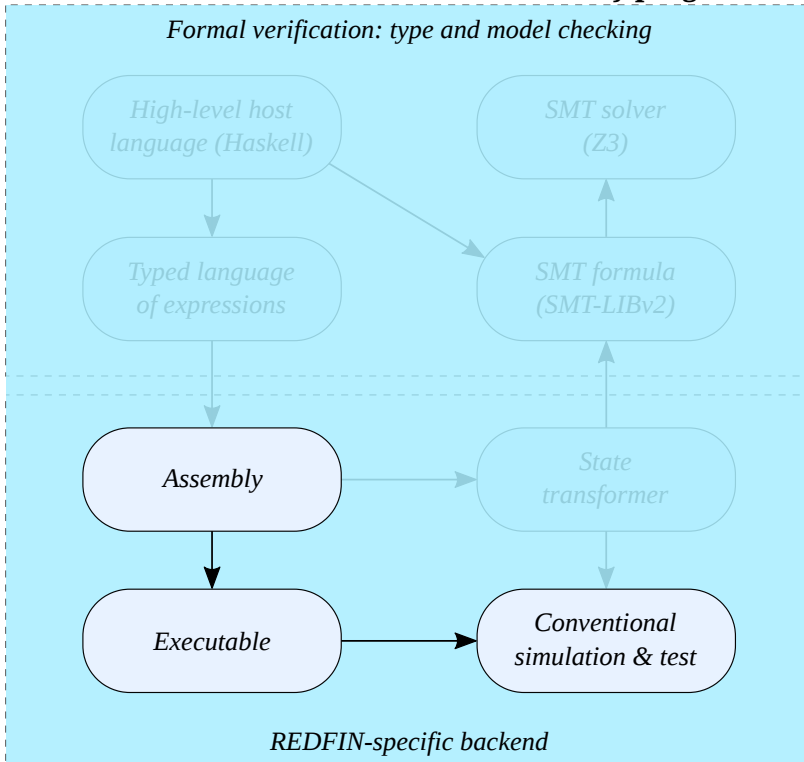 Formal verification: type and model checking
High-level host
language (Haskell)
SMT solver
(Z3)
Typed language
of expressions
SMT formula
(SMT-LIBv2)
Assembly
State
transformer
Executable
Conventional
simulation & test
REDFIN-specific backend